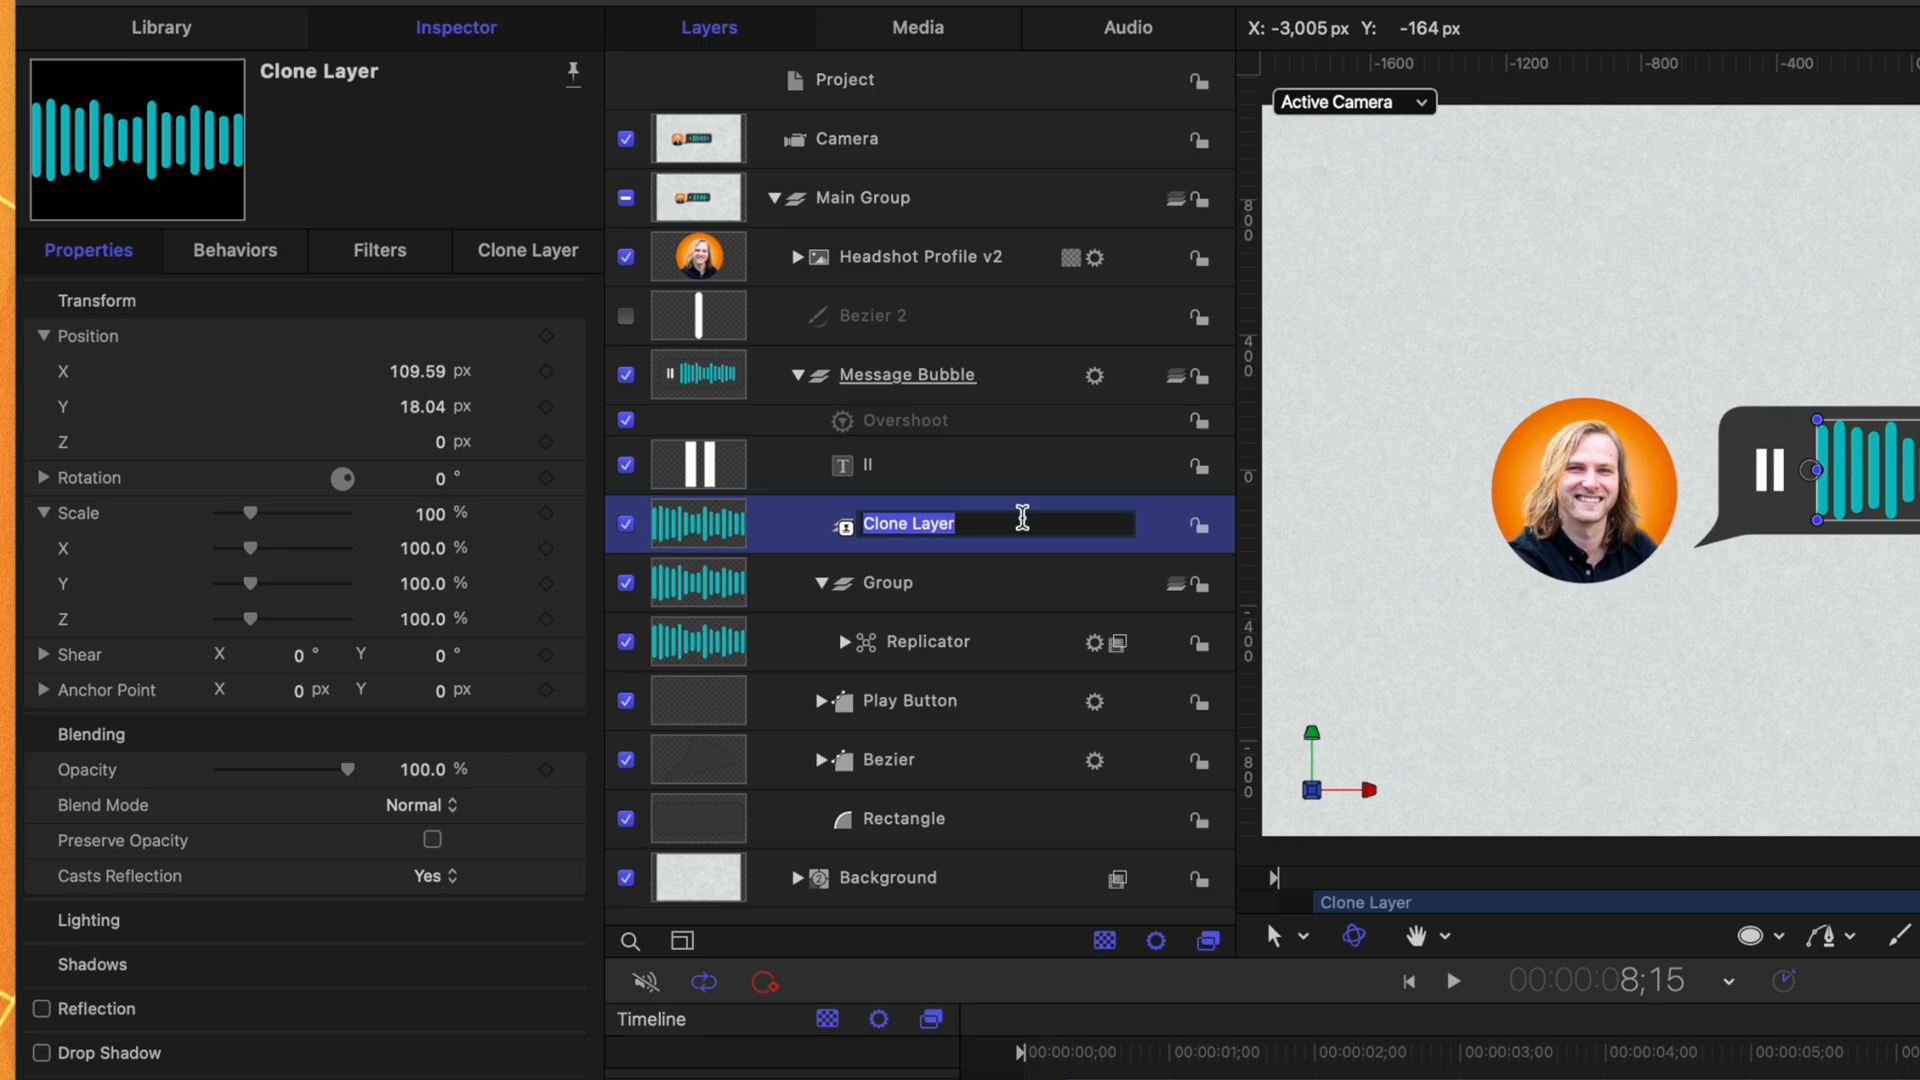 Library
Inspector
Layers
Media
Audio
X: -3,005 px Y: -164 px
-1600
-1200
-800
-400
Clone Layer
Active Camera
Project
Camera
Main Group
Headshot Profile v2
Bezier 2
Message Bubble
Overshoot
II
Clone Layer
Group
Replicator
Play Button
Bezier
Rectangle
Background
Properties
Behaviors
Filters
Clone Layer
Transform
Position
X 109.59 px
Y 18.04 px
Z 0 px
Rotation 0 °
Scale 100 %
X 100.0 %
Y 100.0 %
Z 100.0 %
Shear X 0 ° Y 0 °
Anchor Point X 0 px Y 0 px
Blending
Opacity 100.0 %
Blend Mode Normal
Preserve Opacity
Casts Reflection Yes
Lighting
Shadows
Reflection
Drop Shadow
800
400
0
-400
-800
Clone Layer
00:00:08;15
Timeline
00:00:00;00
00:00:01;00
00:00:02;00
00:00:03;00
00:00:04;00
00:00:05;00